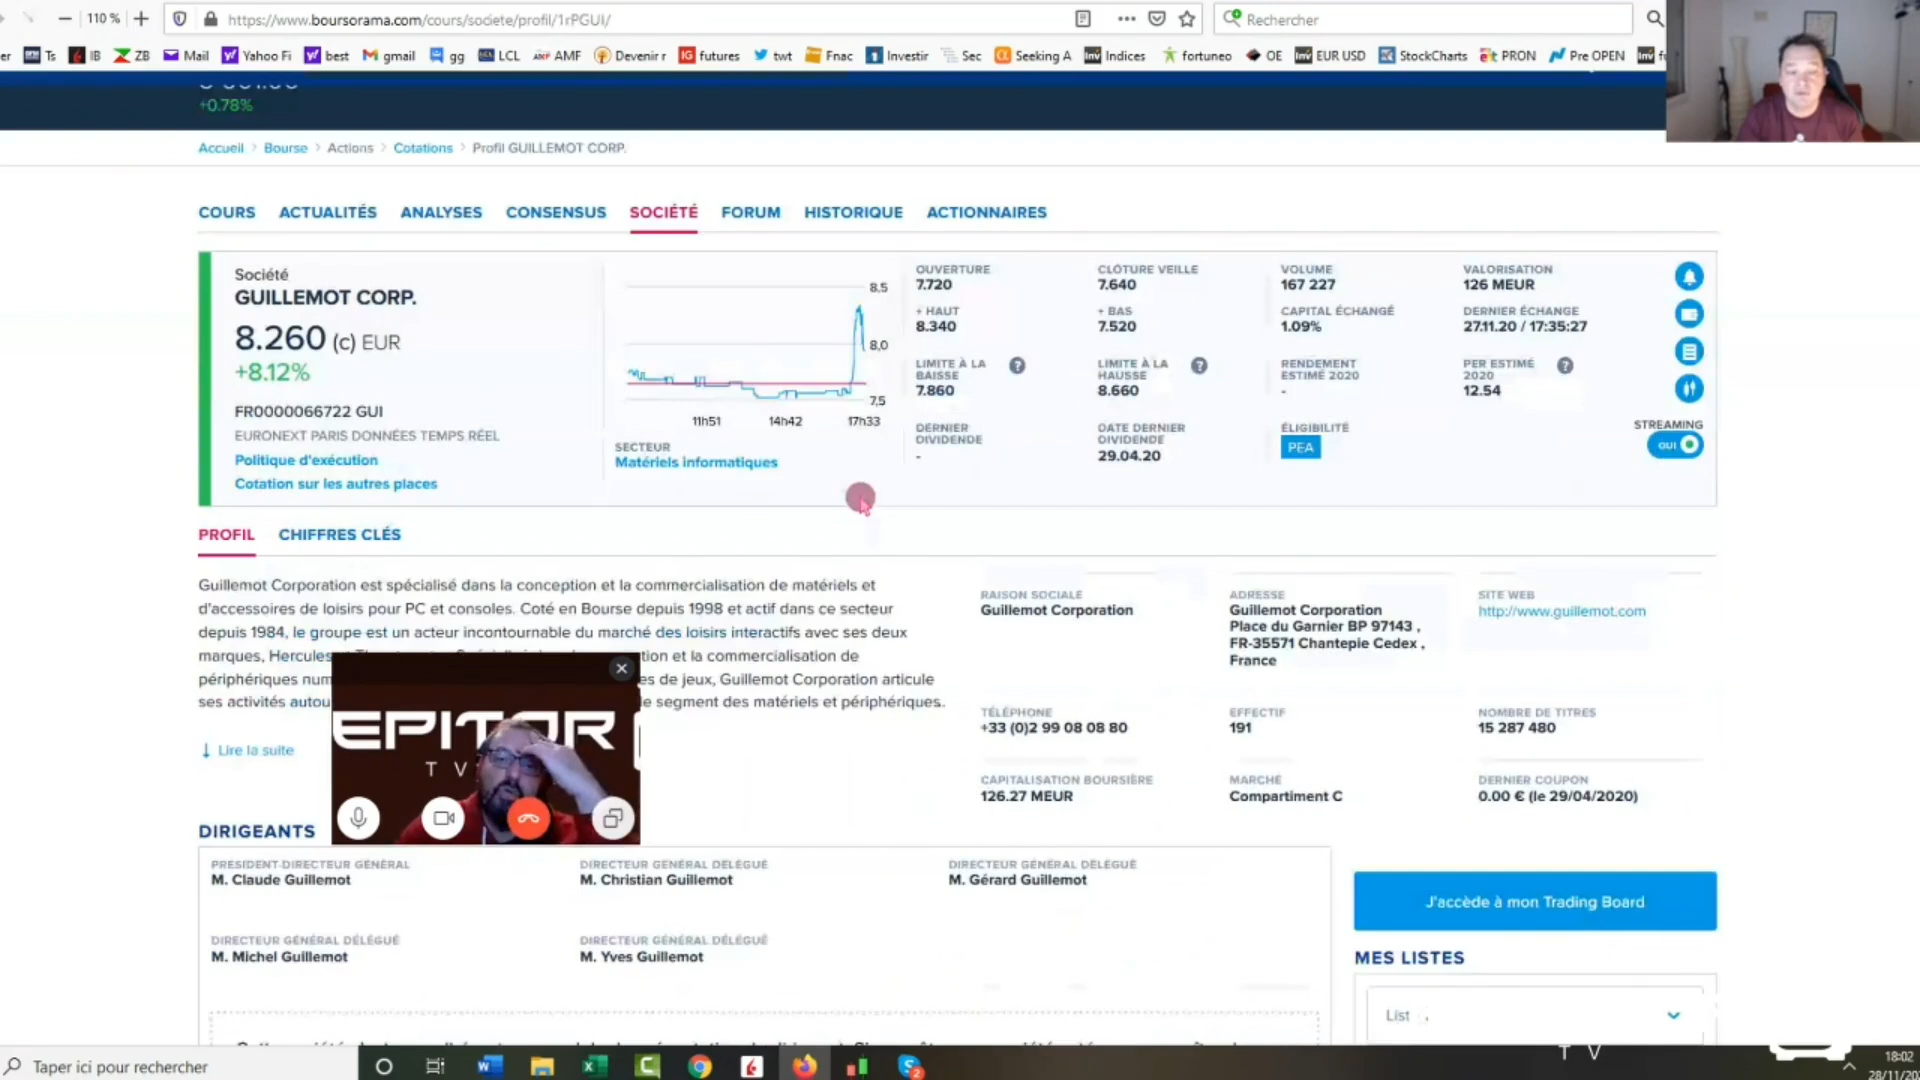 110 %
https://www.boursorama.com/cours/societe/profil/1rPGUI/
Rechercher
er Ts IB ZB Mail Yahoo Fi best gmail gg LCL AMF Devenir r futures twt Fnac Investir Sec Seeking A Indices fortuneo OE EUR USD StockCharts PRON Pre OPEN
+0.78%
Accueil > Bourse > Actions > Cotations > Profil GUILLEMOT CORP.
COURS ACTUALITÉS ANALYSES CONSENSUS SOCIÉTÉ FORUM HISTORIQUE ACTIONNAIRES
Société
GUILLEMOT CORP.
8.260 (c) EUR
+8.12%
FR0000066722 GUI
EURONEXT PARIS DONNÉES TEMPS RÉEL
Politique d'exécution
Cotation sur les autres places
8,5
8,0
7,5
11h51 14h42 17h33
SECTEUR
Matériels informatiques
OUVERTURE
7.720
CLÔTURE VEILLE
7.640
VOLUME
167 227
VALORISATION
126 MEUR
+ HAUT
8.340
+ BAS
7.520
CAPITAL ÉCHANGÉ
1.09%
DERNIER ÉCHANGE
27.11.20 / 17:35:27
LIMITE À LA
BAISSE
7.860
LIMITE À LA
HAUSSE
8.660
RENDEMENT
ESTIMÉ 2020
-
PER ESTIMÉ
2020
12.54
DERNIER
DIVIDENDE
-
DATE DERNIER
DIVIDENDE
29.04.20
ÉLIGIBILITÉ
PEA
STREAMING
OUI
PROFIL CHIFFRES CLÉS
Guillemot Corporation est spécialisé dans la conception et la commercialisation de matériels et
d'accessoires de loisirs pour PC et consoles. Coté en Bourse depuis 1998 et actif dans ce secteur
depuis 1984, le groupe est un acteur incontournable du marché des loisirs interactifs avec ses deux
marques, Hercules tion et la commercialisation de
périphériques num es de jeux, Guillemot Corporation articule
ses activités autou le segment des matériels et périphériques.
Lire la suite
RAISON SOCIALE
Guillemot Corporation
ADRESSE
Guillemot Corporation
Place du Garnier BP 97143 ,
FR-35571 Chantepie Cedex ,
France
SITE WEB
http://www.guillemot.com
TÉLÉPHONE
+33 (0)2 99 08 08 80
EFFECTIF
191
NOMBRE DE TITRES
15 287 480
CAPITALISATION BOURSIÈRE
126.27 MEUR
MARCHÉ
Compartiment C
DERNIER COUPON
0.00 € (le 29/04/2020)
EPITOR
T V
DIRIGEANTS
PRESIDENT-DIRECTEUR GÉNÉRAL
M. Claude Guillemot
DIRECTEUR GÉNÉRAL DÉLÉGUÉ
M. Christian Guillemot
DIRECTEUR GÉNÉRAL DÉLÉGUÉ
M. Gérard Guillemot
DIRECTEUR GÉNÉRAL DÉLÉGUÉ
M. Michel Guillemot
DIRECTEUR GÉNÉRAL DÉLÉGUÉ
M. Yves Guillemot
J'accède à mon Trading Board
MES LISTES
List
T V
Taper ici pour rechercher
2
18:02
28/11/20